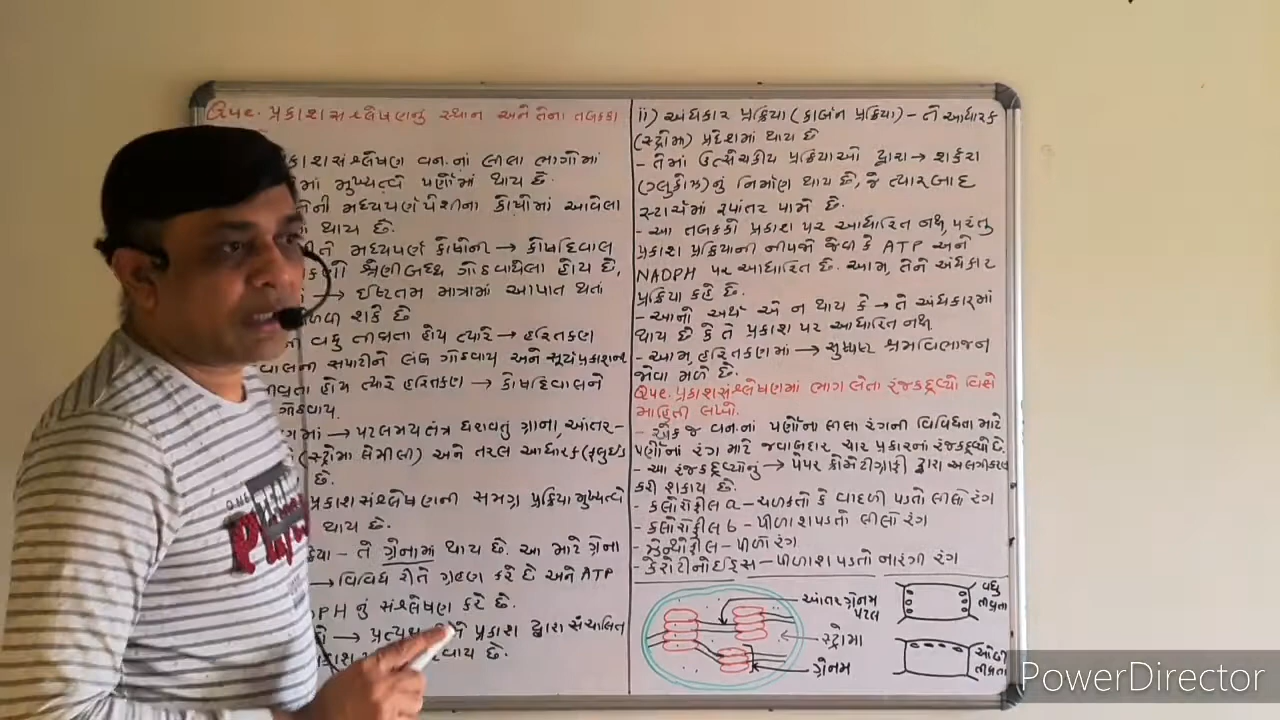 પ્રકાશસંશ્લેષણનું સ્થાન અને તેના તબક્કા
કાશસંશ્લેષણ વન.નાં લીલા ભાગોમાં
માં મુખ્યત્વે પર્ણોમાં થાય છે.
ની મધ્યપર્ણ પેશીના કોષોમાં આવેલા
થાય છે.
તે મધ્યપર્ણ કોષોની → કોષદિવાલ
કણો શ્રેણીબધ્ધ ગોઠવાયેલા હોય છે,
→ ઈષ્ટતમ માત્રામાં આપાત થતા
ળી શકે છે
વધુ તીવ્રતા હોય ત્યારે → હરિતકણ
વાલની સપાટીને લંબ ગોઠવાય અને સૂર્યપ્રકાશની
વ્રતા હોય ત્યારે હરિતકણ → કોષદિવાલને
ગોઠવાય.
માં → પટલમયતંત્ર ધરાવતું ગ્રાના, આંતર-
(સ્ટ્રોમા લેમીલી) અને તરલ આધારક
છે.
પ્રકાશસંશ્લેષણની સમગ્ર પ્રક્રિયા મુખ્યત્વે
થાય છે.
- તે ગ્રેનામાં થાય છે. આ માટે ગ્રેના
→ વિવિધ રીતે ગ્રહણ કરે છે અને ATP
PH નું સંશ્લેષણ કરે છે.
→ પ્રત્યક્ષ પ્રકાશ દ્વારા સંચાલિત
વાય છે.
ii) અંધકાર પ્રક્રિયા (કાર્બન પ્રક્રિયા) - તે આધારક
(સ્ટ્રોમા) પ્રદેશમાં થાય છે
- તેમાં ઉત્સેચકીય પ્રક્રિયાઓ દ્વારા → શર્કરા
(ગ્લુકોઝ) નું નિર્માણ થાય છે, જે ત્યારબાદ
સ્ટાર્ચમાં રૂપાંતર પામે છે.
- આ તબક્કો પ્રકાશ પર આધારિત નથી, પરંતુ
પ્રકાશ પ્રક્રિયાની નીપજો જેવા કે ATP અને
NADPH પર આધારિત છે. આમ, તેને અંધકાર
પ્રક્રિયા કહે છે.
- આનો અર્થ એ ન થાય કે → તે અંધકારમાં
થાય છે કે તે પ્રકાશ પર આધારિત નથી
- આમ, હરિતકણમાં → સુસ્પષ્ટ શ્રમવિભાજન
જોવા મળે છે.
પ્રકાશસંશ્લેષણમાં ભાગ લેતા રંજકદ્રવ્યો વિશે
માહિતી લખો.
- એક જ વન.નાં પર્ણોના લીલા રંગની વિવિધતા માટે
પર્ણોનાં રંગ માટે જવાબદાર ચાર પ્રકારનાં રંજકદ્રવ્યો છે.
- આ રંજકદ્રવ્યોનું → પેપર ક્રોમેટોગ્રાફી દ્વારા અલગીકરણ
કરી શકાય છે.
- ક્લોરોફીલ a - ચળકતો કે વાદળી પડતો લીલો રંગ
- ક્લોરોફીલ b - પીળાશ પડતો લીલો રંગ
- ઝેન્થોફીલ - પીળો રંગ
- કેરોટીનોઇડ્સ - પીળાશ પડતો નારંગી રંગ
આંતરગ્રેનમ
પટલ
સ્ટ્રોમા
ગ્રેનમ
વધુ
તીવ્રતા
ઓછી
તીવ્રતા
PowerDirector